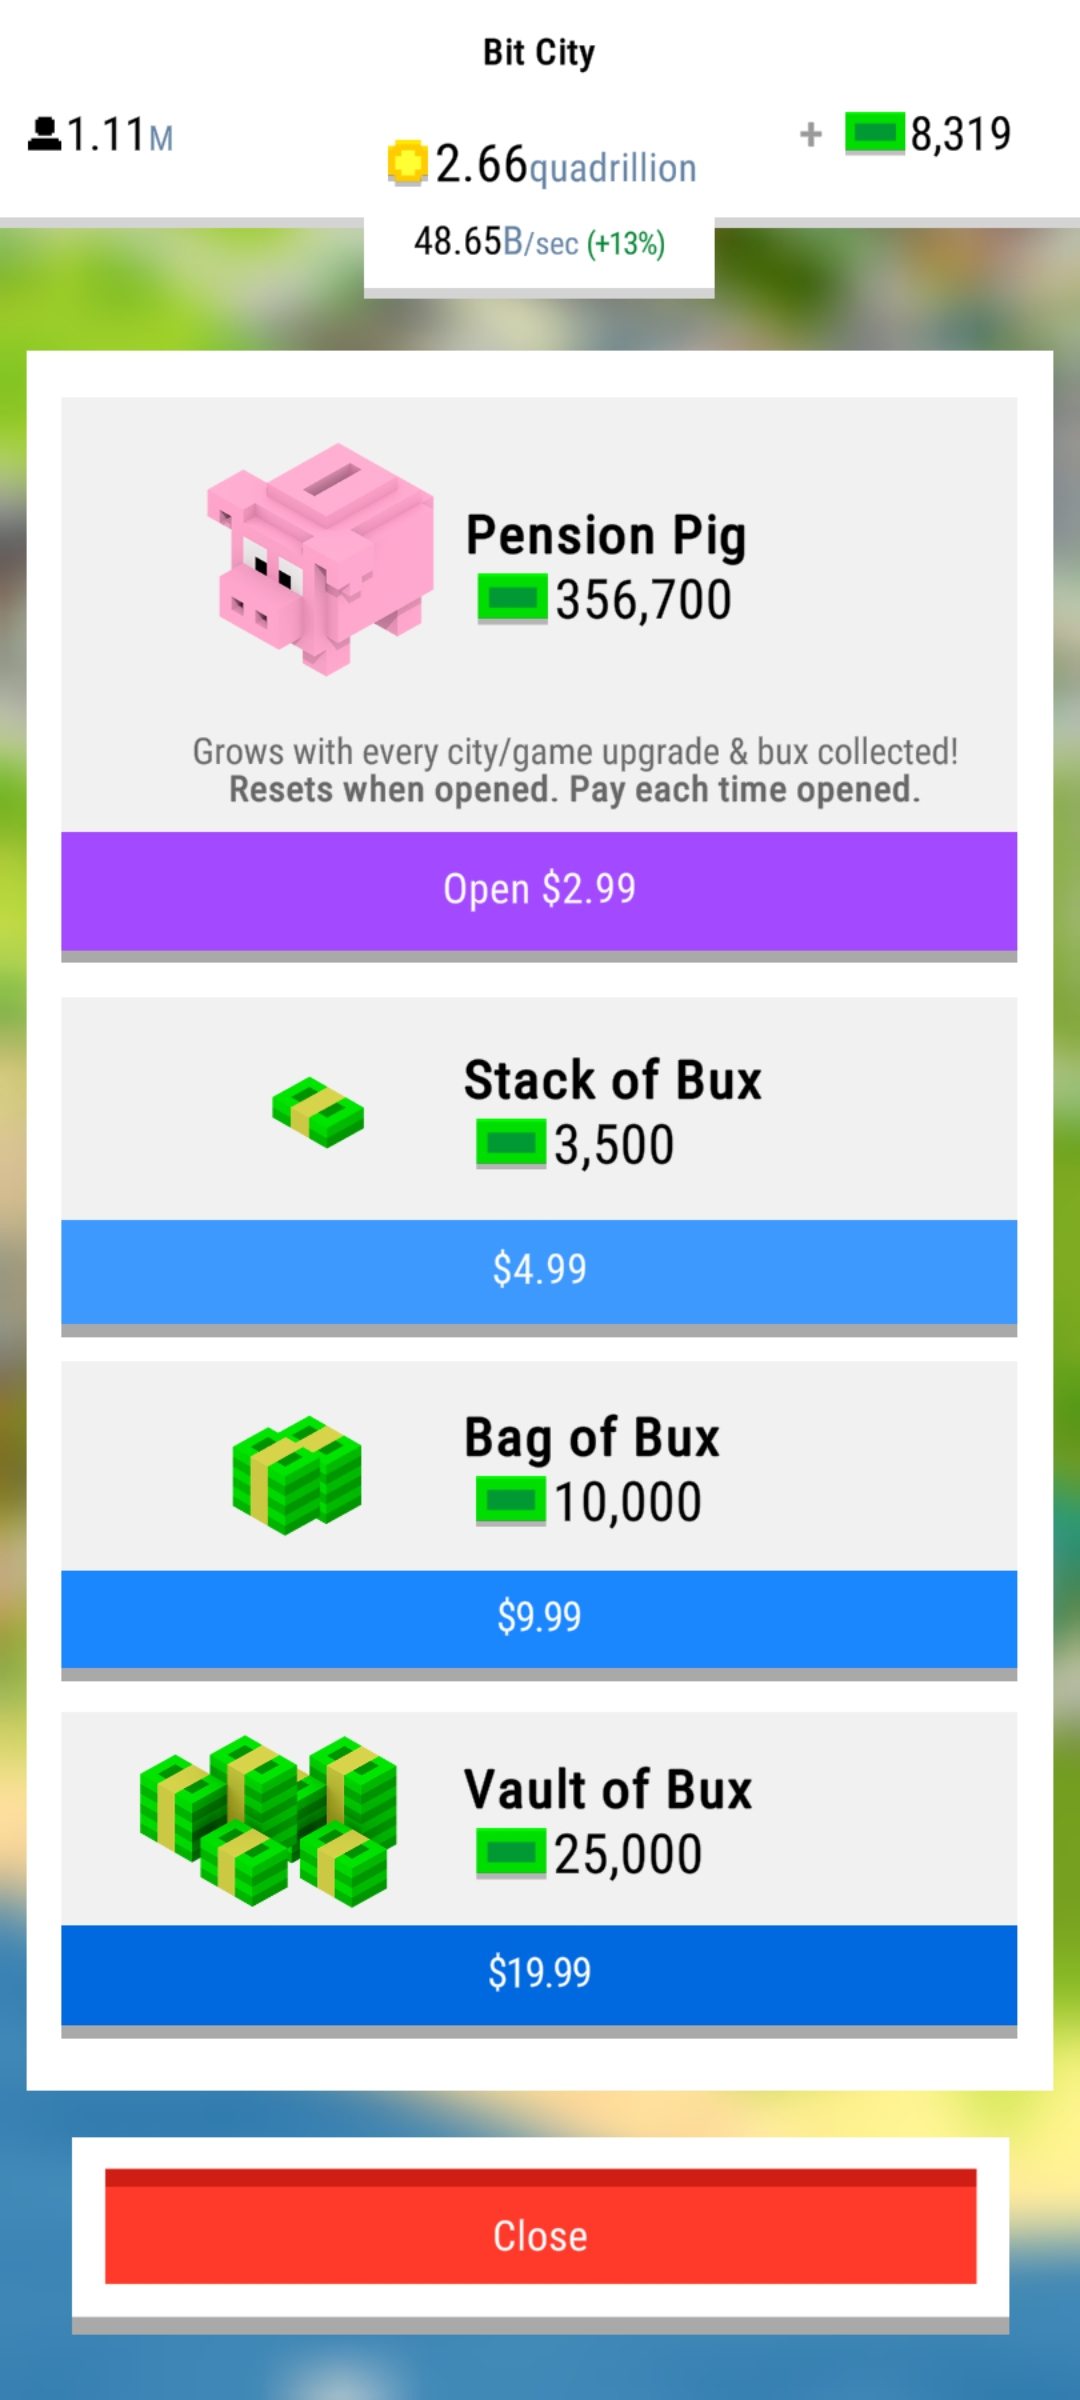 Bit City
1.11M
+ 8,319
2.66quadrillion
48.65B/sec (+13%)
Pension Pig
356,700
Grows with every city/game upgrade & bux collected!
Resets when opened. Pay each time opened.
Open $2.99
Stack of Bux
3,500
$4.99
Bag of Bux
10,000
$9.99
Vault of Bux
25,000
$19.99
Close